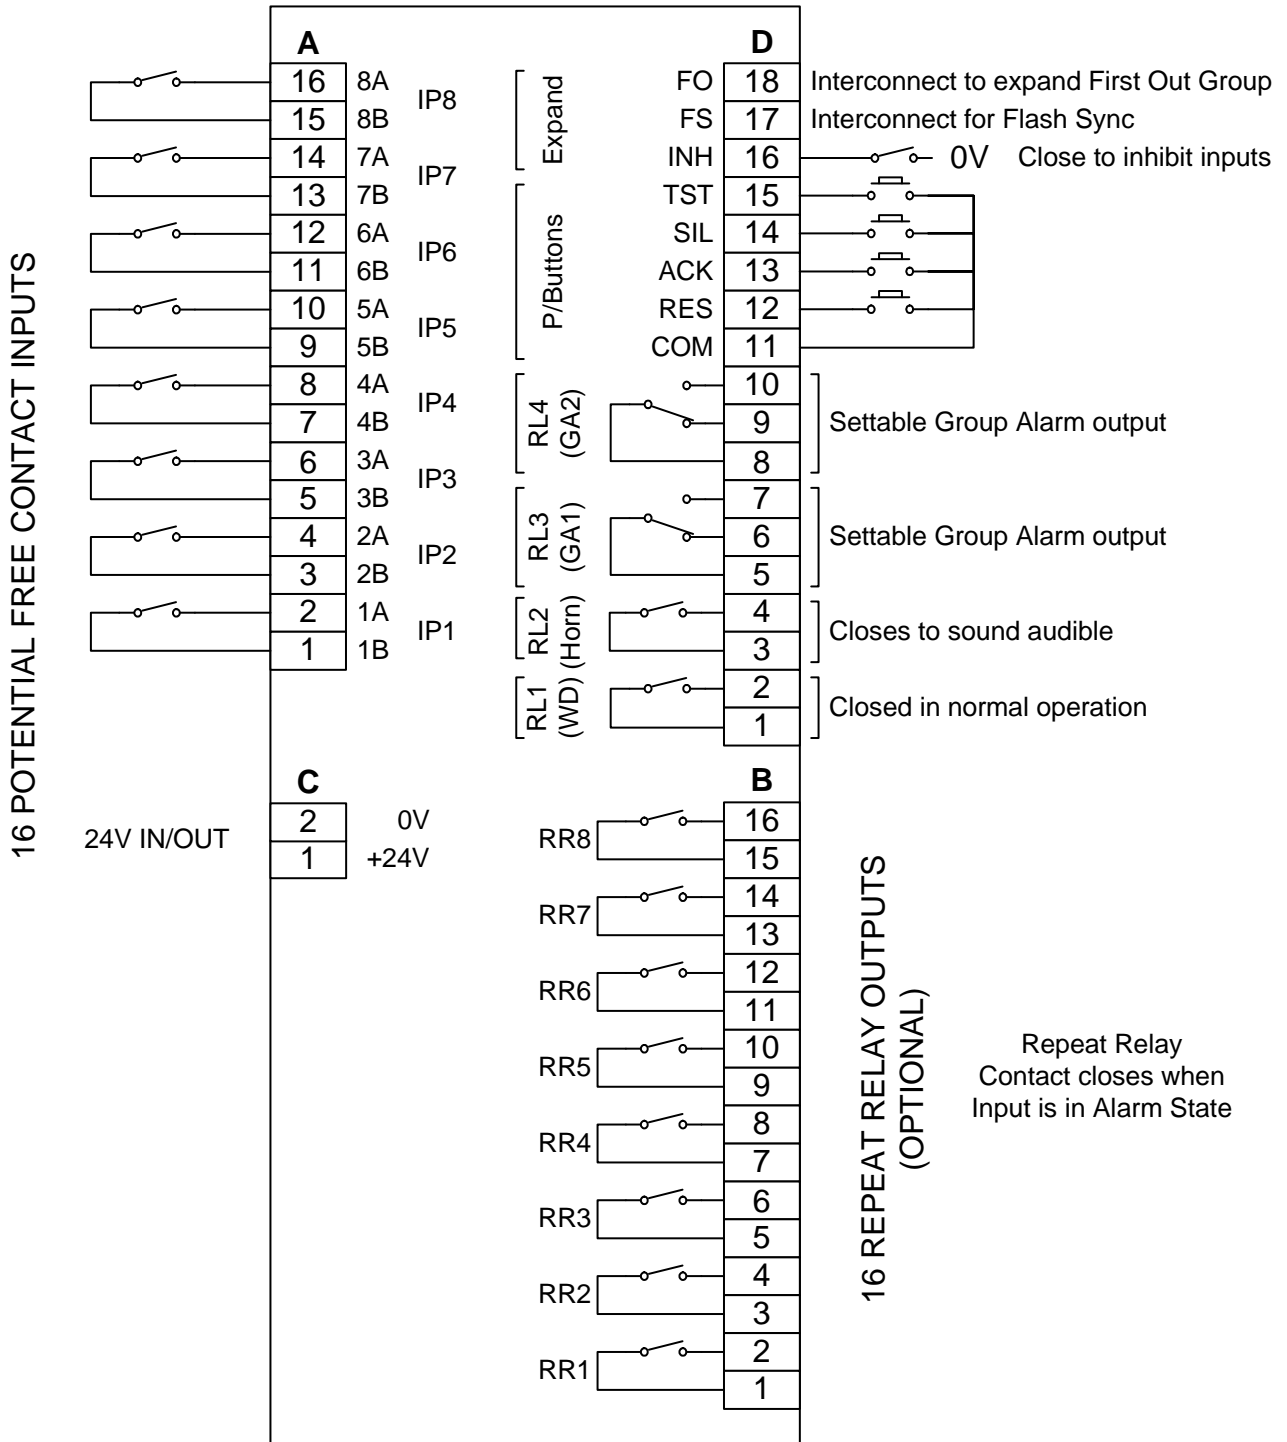 16 POTENTIAL FREE CONTACT INPUTS
A
16 8A
15 8B
IP8
14 7A
13 7B
IP7
12 6A
11 6B
IP6
10 5A
9 5B
IP5
8 4A
7 4B
IP4
6 3A
5 3B
IP3
4 2A
3 2B
IP2
2 1A
1 1B
IP1
C
24V IN/OUT
2 0V
1 +24V
D
Expand
FO 18 Interconnect to expand First Out Group
FS 17 Interconnect for Flash Sync
INH 16 0V Close to inhibit inputs
P/Buttons
TST 15
SIL 14
ACK 13
RES 12
COM 11
RL4
(GA2)
10
9
8
Settable Group Alarm output
RL3
(GA1)
7
6
5
Settable Group Alarm output
RL2
(Horn)
4
3
Closes to sound audible
RL1
(WD)
2
1
Closed in normal operation
B
RR8
16
15
RR7
14
13
RR6
12
11
RR5
10
9
RR4
8
7
RR3
6
5
RR2
4
3
RR1
2
1
16 REPEAT RELAY OUTPUTS
(OPTIONAL)
Repeat Relay
Contact closes when
Input is in Alarm State